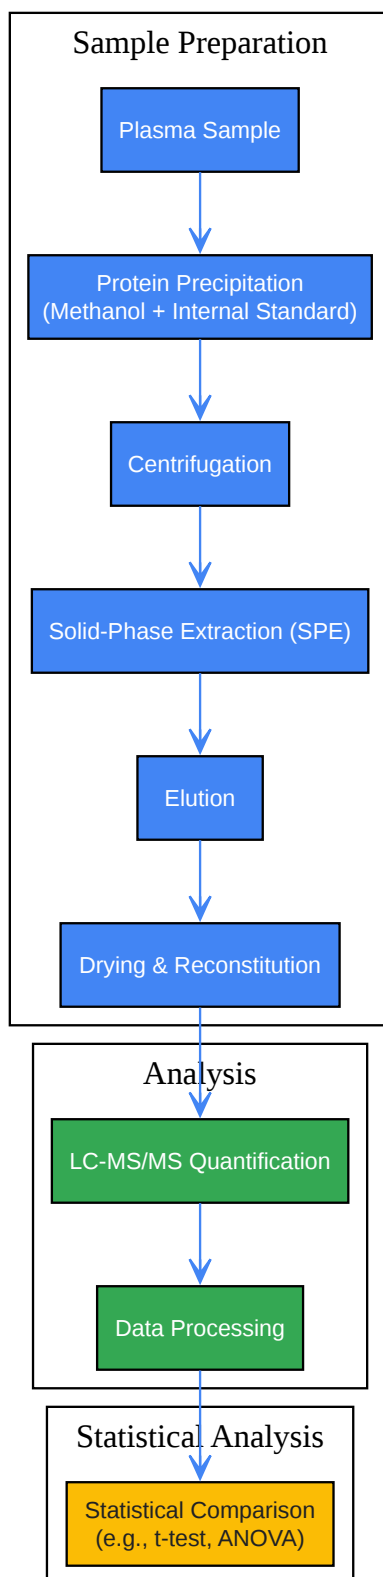 Sample Preparation
Plasma Sample
Protein Precipitation
(Methanol + Internal Standard)
Centrifugation
Solid-Phase Extraction (SPE)
Elution
Drying & Reconstitution
Analysis
LC-MS/MS Quantification
Data Processing
Statistical Analysis
Statistical Comparison
(e.g., t-test, ANOVA)